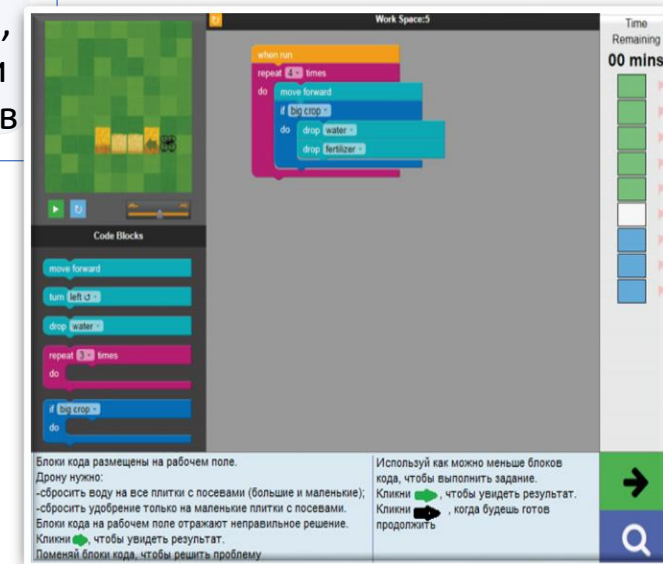 ,
и
в
Work Space:5
when run
repeat 4 times
do move forward
if big crop
do drop water
drop fertilizer
Code Blocks
move forward
turn left ↺
drop water
repeat 3 times
do
if big crop
do
Time
Remaining
00 mins
Блоки кода размещены на рабочем поле.
Дрону нужно:
-сбросить воду на все плитки с посевами (большие и маленькие);
-сбросить удобрение только на маленькие плитки с посевами.
Блоки кода на рабочем поле отражают неправильное решение.
Кликни , чтобы увидеть результат.
Поменяй блоки кода, чтобы решить проблему
Используй как можно меньше блоков
кода, чтобы выполнить задание.
Кликни , чтобы увидеть результат.
Кликни , когда будешь готов
продолжить